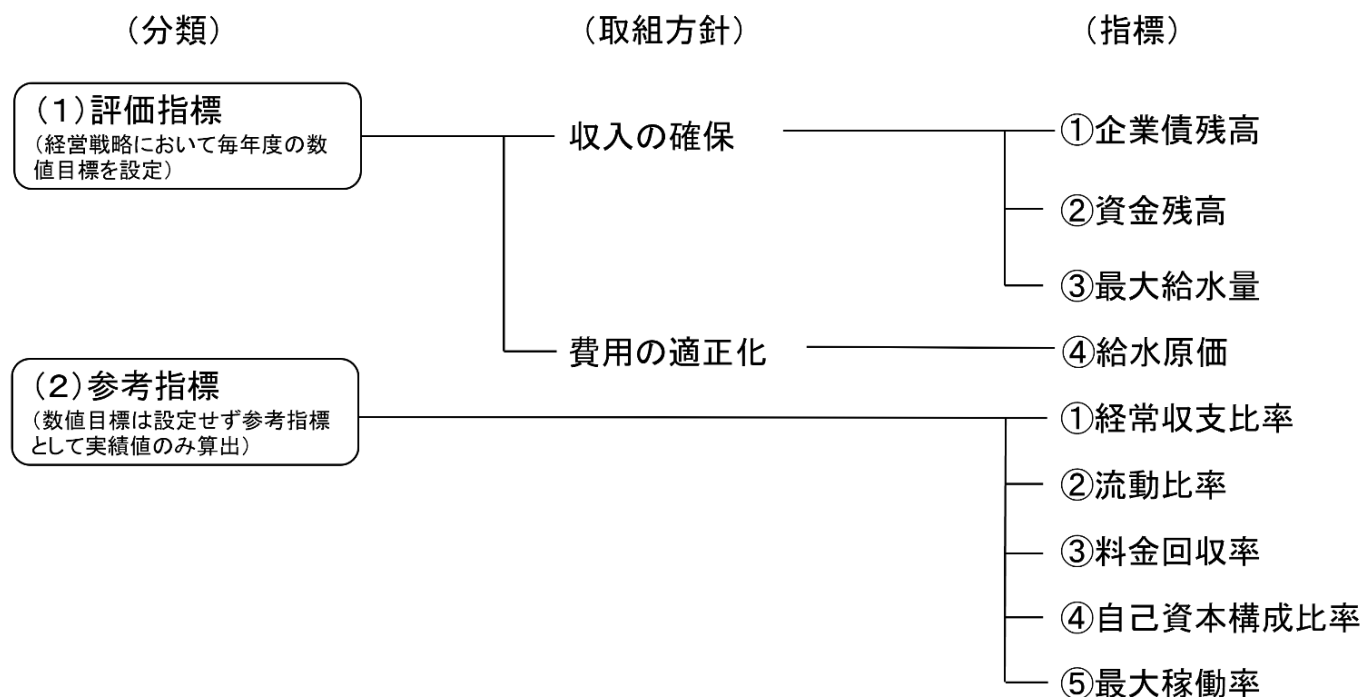 (分類)
(取組方針)
(指標)
(1)評価指標
(経営戦略において毎年度の数
値目標を設定)
収入の確保
①企業債残高
②資金残高
③最大給水量
費用の適正化
④給水原価
(2)参考指標
(数値目標は設定せず参考指標
として実績値のみ算出)
①経常収支比率
②流動比率
③料金回収率
④自己資本構成比率
⑤最大稼働率